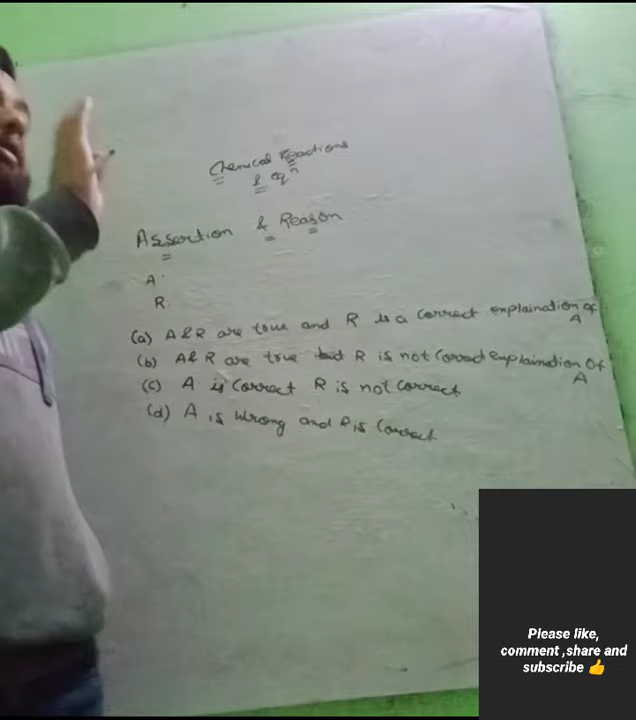 Chemical Reactions
& eqⁿ
Assertion & Reason
A.
R.
(a) A & R are true and R is a correct explaination of A
(b) A & R are true but R is not correct explaination of A
(c) A is correct R is not correct
(d) A is wrong and R is correct
Please like,
comment ,share and
subscribe 👍